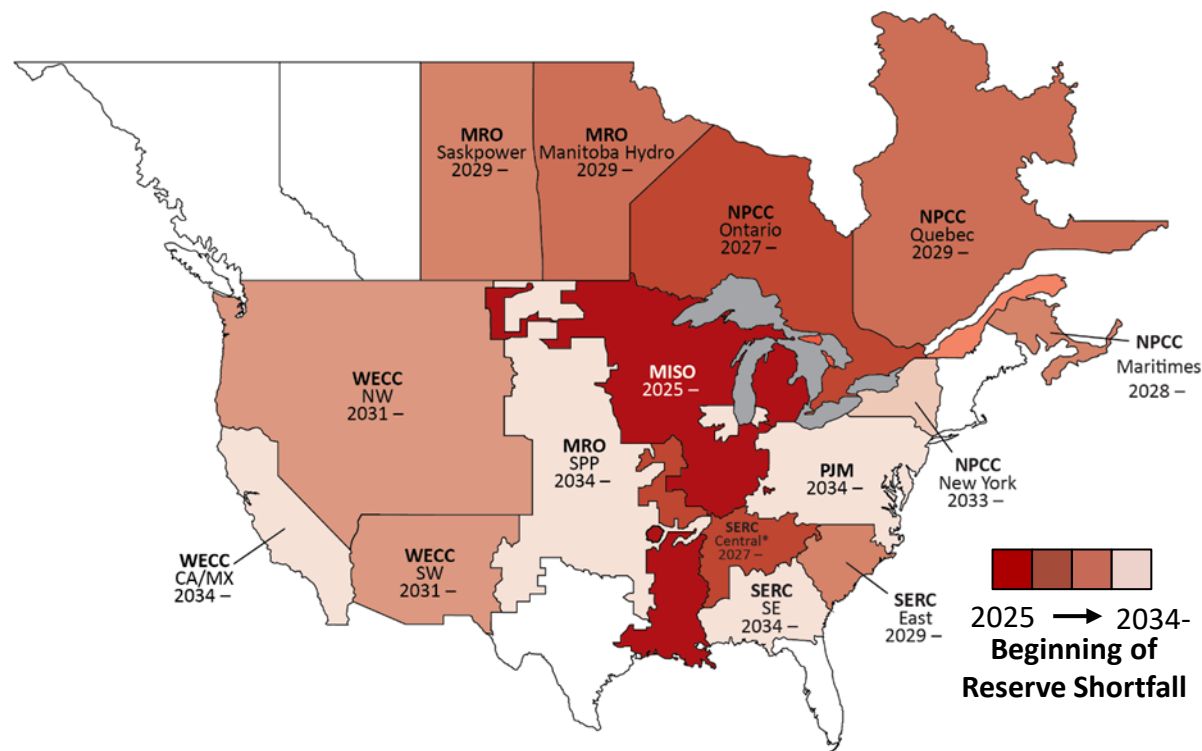 MRO
Saskpower
2029 –
MRO
Manitoba Hydro
2029 –
NPCC
Ontario
2027 –
NPCC
Quebec
2029 –
NPCC
Maritimes
2028 –
WECC
NW
2031 –
MISO
2025 –
MRO
SPP
2034 –
PJM
2034 –
NPCC
New York
2033 –
WECC
CA/MX
2034 –
WECC
SW
2031 –
SERC
Central*
2027 –
SERC
SE
2034 –
SERC
East
2029 –
2025 → 2034-
Beginning of
Reserve Shortfall